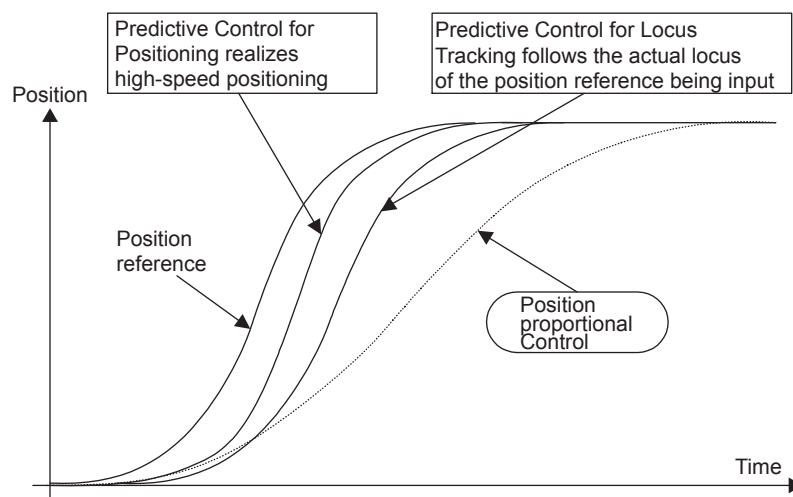 Predictive Control for
Positioning realizes
high-speed positioning
Predictive Control for Locus
Tracking follows the actual locus
of the position reference being input
Position
Position
reference
Position
proportional
Control
Time